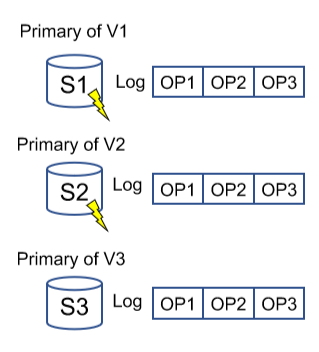 Primary of V1
S1 Log OP1 OP2 OP3
Primary of V2
S2 Log OP1 OP2 OP3
Primary of V3
S3 Log OP1 OP2 OP3